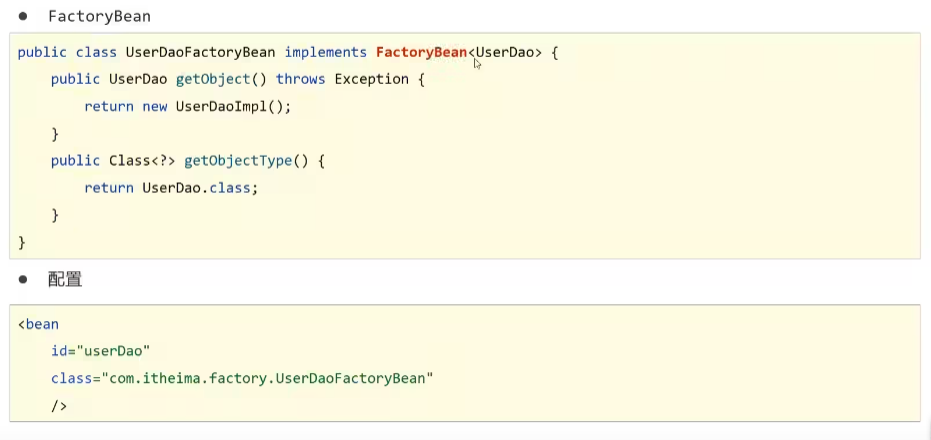 ● FactoryBean
public class UserDaoFactoryBean implements FactoryBean<UserDao> {
    public UserDao getObject() throws Exception {
        return new UserDaoImpl();
    }
    public Class<?> getObjectType() {
        return UserDao.class;
    }
}
● 配置
<bean
    id="userDao"
    class="com.itheima.factory.UserDaoFactoryBean"
    />